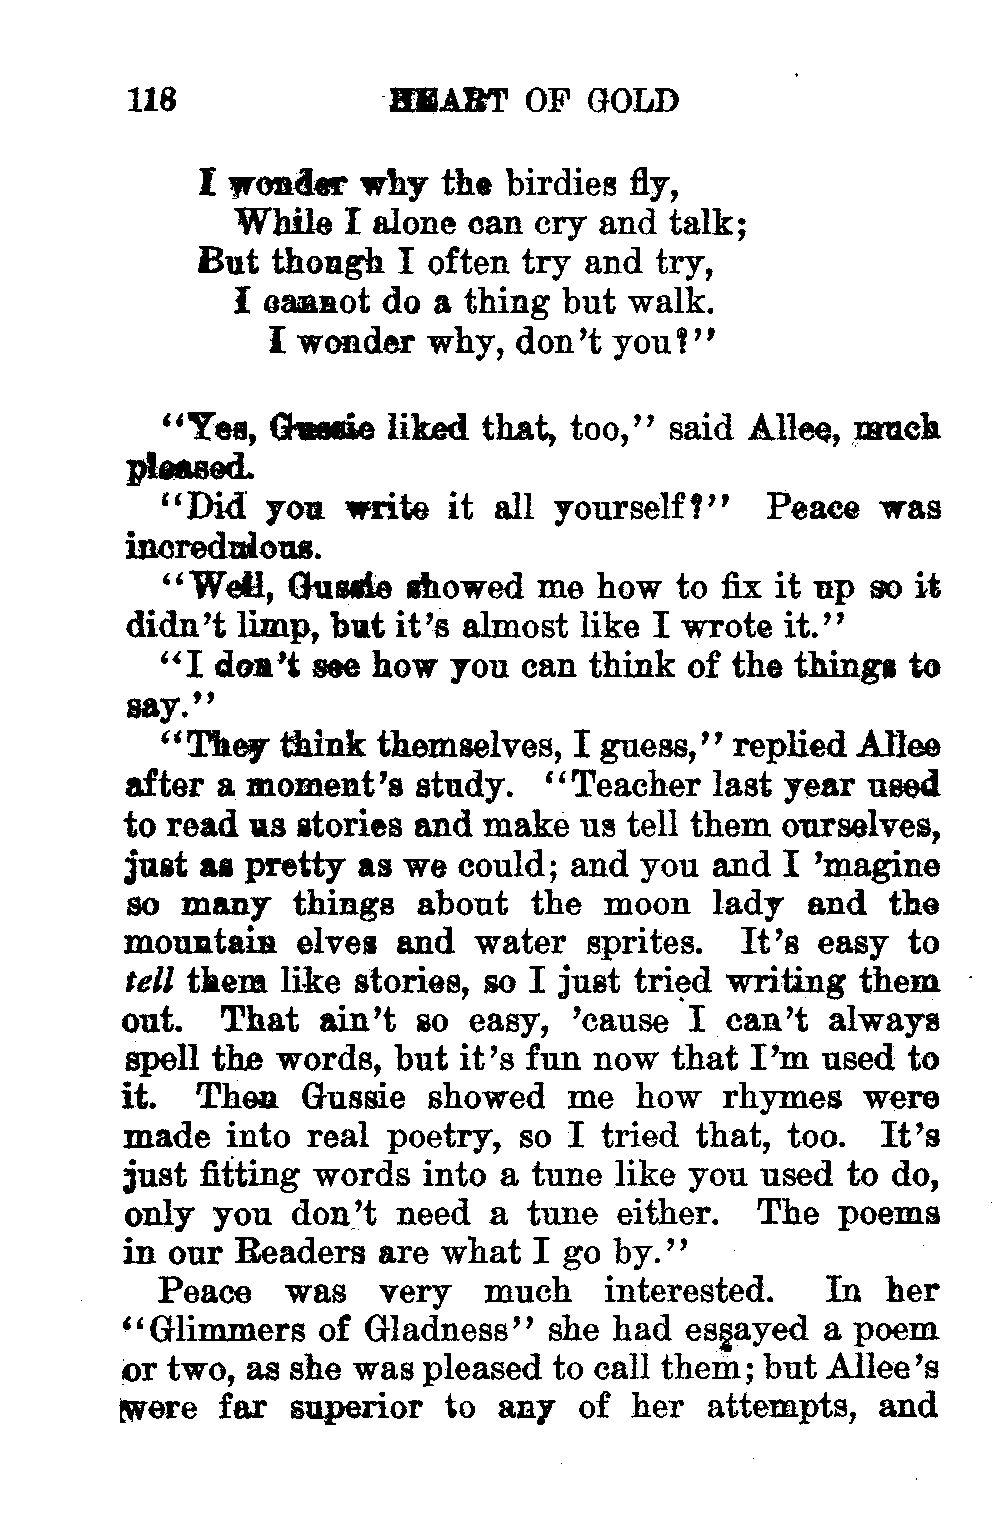 118 HEART OF GOLD
I wonder why the birdies fly,
While I alone can cry and talk;
But though I often try and try,
I cannot do a thing but walk.
I wonder why, don't you?"
"Yes, Gussie liked that, too," said Allee, much
pleased.
"Did you write it all yourself?" Peace was
incredulous.
"Well, Gussie showed me how to fix it up so it
didn't limp, but it's almost like I wrote it."
"I don't see how you can think of the things to
say."
"They think themselves, I guess," replied Allee
after a moment's study. "Teacher last year used
to read us stories and make us tell them ourselves,
just as pretty as we could; and you and I 'magine
so many things about the moon lady and the
mountain elves and water sprites. It's easy to
tell them like stories, so I just tried writing them
out. That ain't so easy, 'cause I can't always
spell the words, but it's fun now that I'm used to
it. Then Gussie showed me how rhymes were
made into real poetry, so I tried that, too. It's
just fitting words into a tune like you used to do,
only you don't need a tune either. The poems
in our Readers are what I go by."
Peace was very much interested. In her
"Glimmers of Gladness" she had essayed a poem
or two, as she was pleased to call them; but Allee's
were far superior to any of her attempts, and